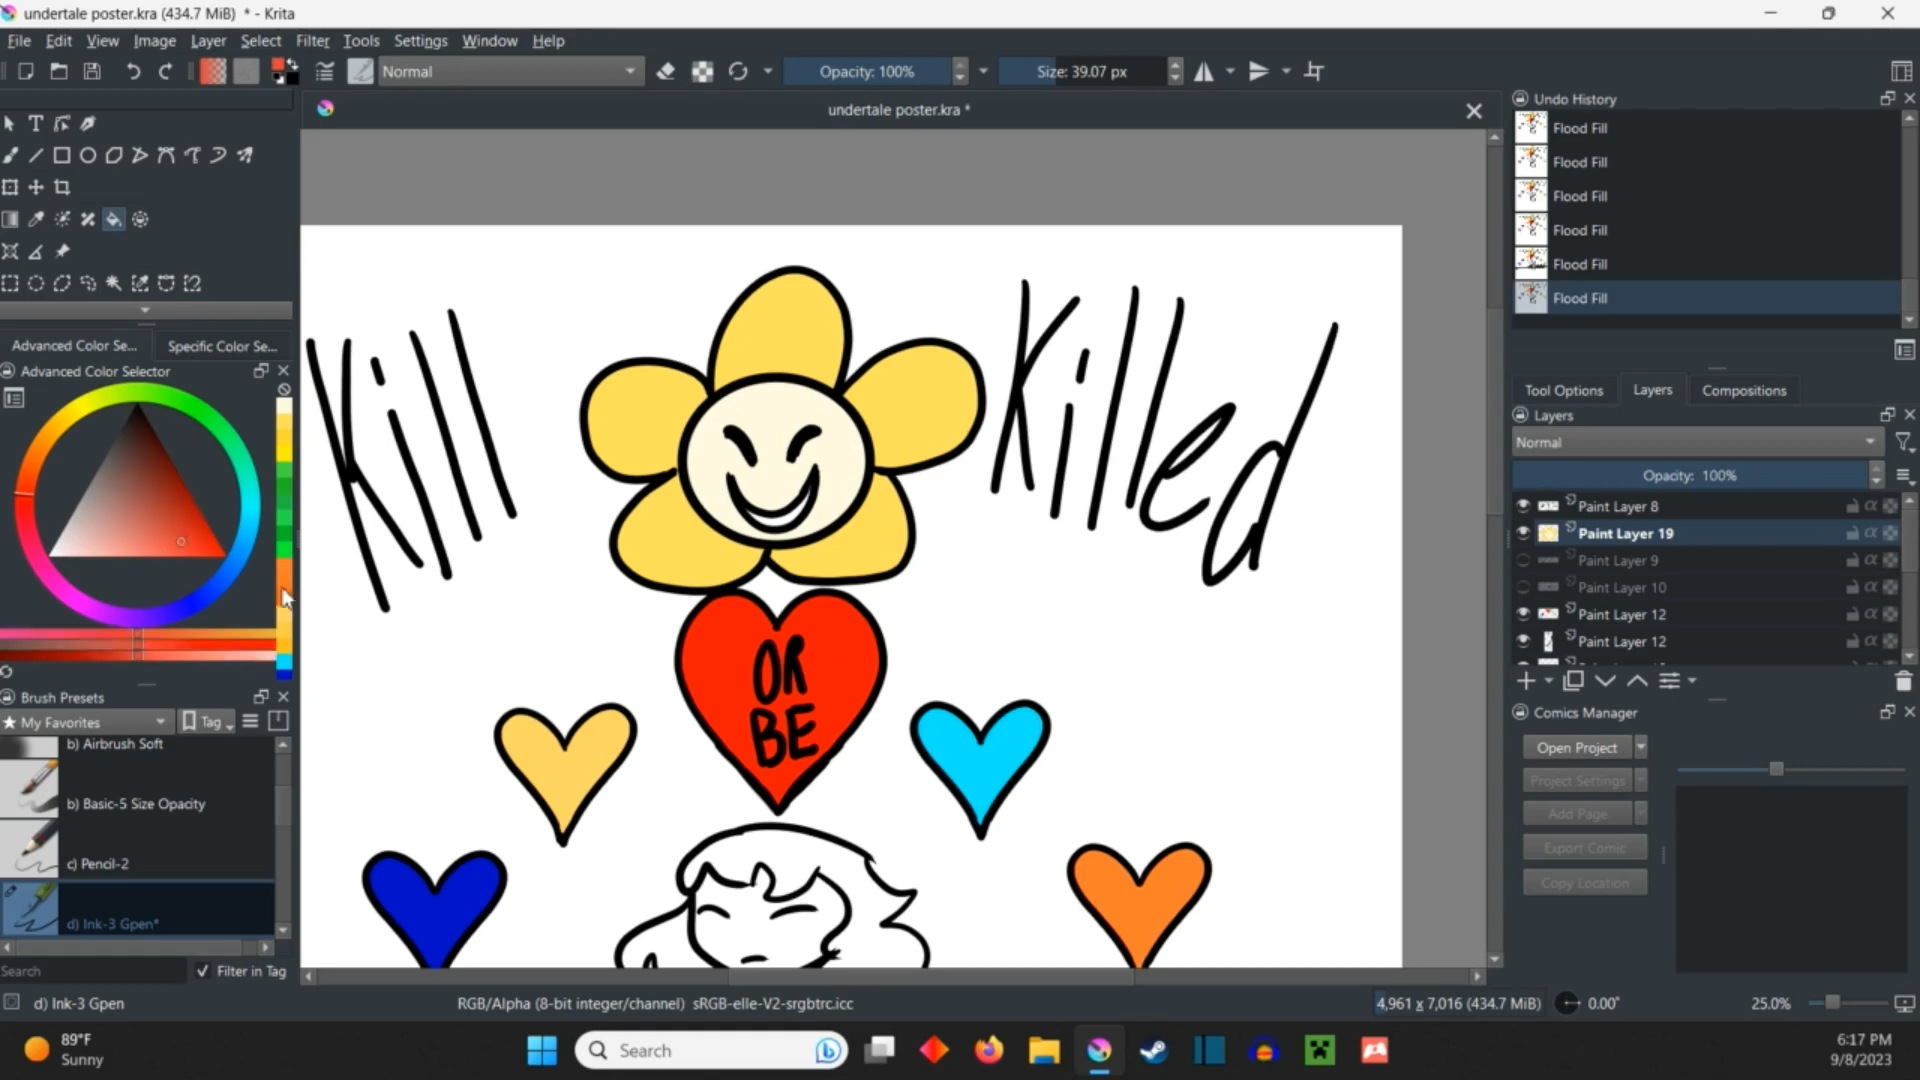 undertale poster.kra (434.7 MiB) * - Krita
File Edit View Image Layer Select Filter Tools Settings Window Help
Normal Opacity: 100% Size: 39.07 px
undertale poster.kra *
Undo History
Flood Fill
Flood Fill
Flood Fill
Flood Fill
Flood Fill
Flood Fill
T
Advanced Color Se... Specific Color Se...
Advanced Color Selector
Brush Presets
My Favorites Tag
b) Airbrush Soft
b) Basic-5 Size Opacity
c) Pencil-2
d) Ink-3 Gpen*
Search Filter in Tag
Kill Killed
OR
BE
Tool Options Layers Compositions
Layers
Normal
Opacity: 100%
Paint Layer 8
Paint Layer 19
Paint Layer 9
Paint Layer 10
Paint Layer 12
Paint Layer 12
Comics Manager
Open Project
Project Settings
Add Page
Export Comic
Copy Location
d) Ink-3 Gpen RGB/Alpha (8-bit integer/channel) sRGB-elle-V2-srgbtrc.icc 4,961 x 7,016 (434.7 MiB) 0.00° 25.0%
89°F
Sunny
Search
6:17 PM
9/8/2023